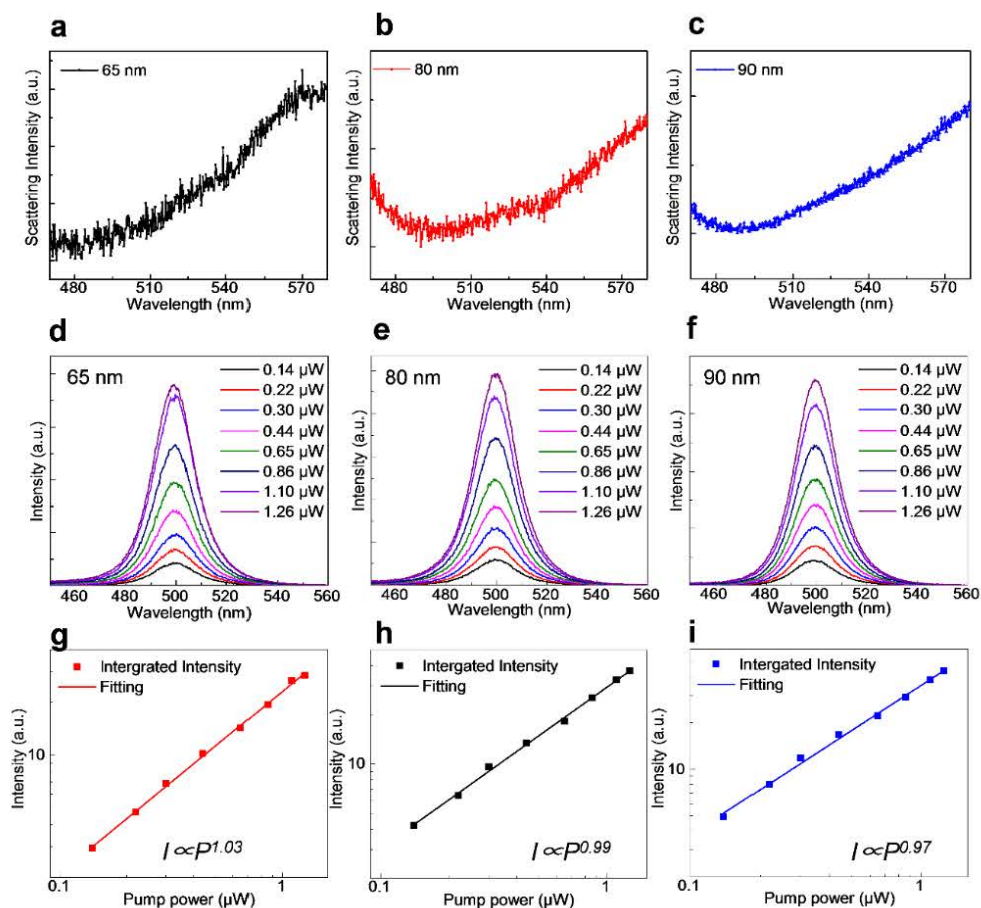 a
65 nm
Scattering Intensity (a.u.)
480 510 540 570
Wavelength (nm)
b
80 nm
Scattering Intensity (a.u.)
480 510 540 570
Wavelength (nm)
c
90 nm
Scattering Intensity (a.u.)
480 510 540 570
Wavelength (nm)
d
65 nm
0.14 μW
0.22 μW
0.30 μW
0.44 μW
0.65 μW
0.86 μW
1.10 μW
1.26 μW
Intensity (a.u.)
460 480 500 520 540 560
Wavelength (nm)
e
80 nm
0.14 μW
0.22 μW
0.30 μW
0.44 μW
0.65 μW
0.86 μW
1.10 μW
1.26 μW
Intensity (a.u.)
460 480 500 520 540 560
Wavelength (nm)
f
90 nm
0.14 μW
0.22 μW
0.30 μW
0.44 μW
0.65 μW
0.86 μW
1.10 μW
1.26 μW
Intensity (a.u.)
460 480 500 520 540 560
Wavelength (nm)
g
Intergrated Intensity
Fitting
Intensity (a.u.)
10
I ∝P^1.03
0.1 1
Pump power (μW)
h
Intergated Intensity
Fitting
Intensity (a.u.)
10
I ∝P^0.99
0.1 1
Pump power (μW)
i
Intergated Intensity
Fitting
Intensity (a.u.)
10
I ∝P^0.97
0.1 1
Pump power (μW)